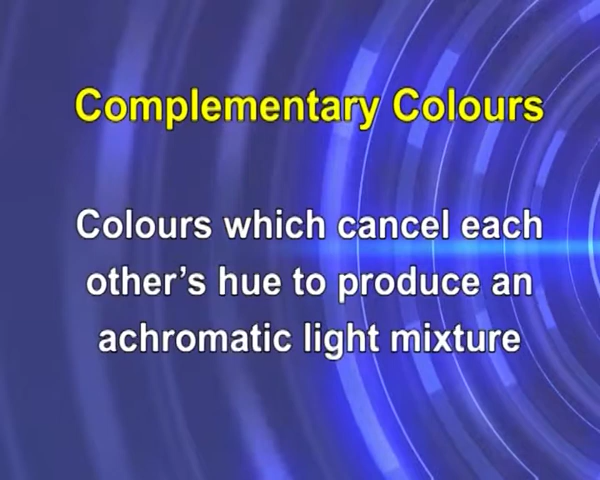 Complementary Colours
Colours which cancel each
other’s hue to produce an
achromatic light mixture